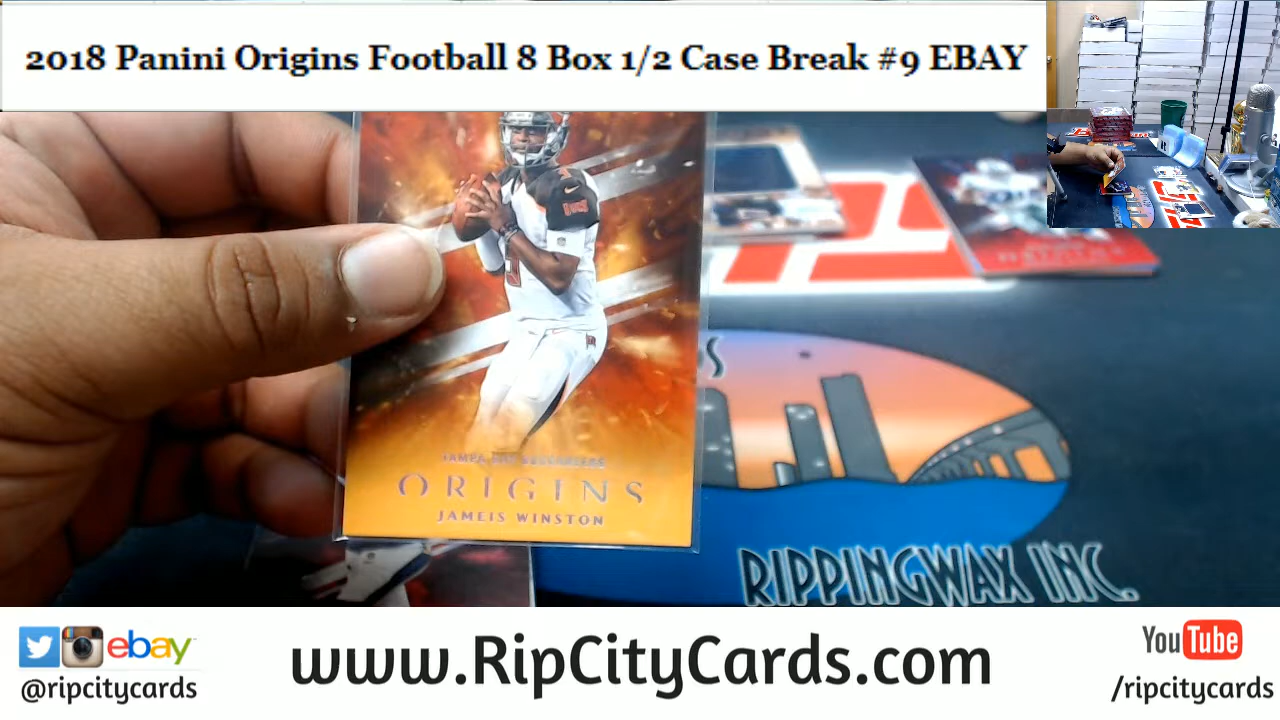 2018 Panini Origins Football 8 Box 1/2 Case Break #9 EBAY
TAMPA BAY BUCCANEERS
ORIGINS
JAMEIS WINSTON
RIPPINGWAX INC.
ebay
@ripcitycards
www.RipCityCards.com
YouTube
/ripcitycards